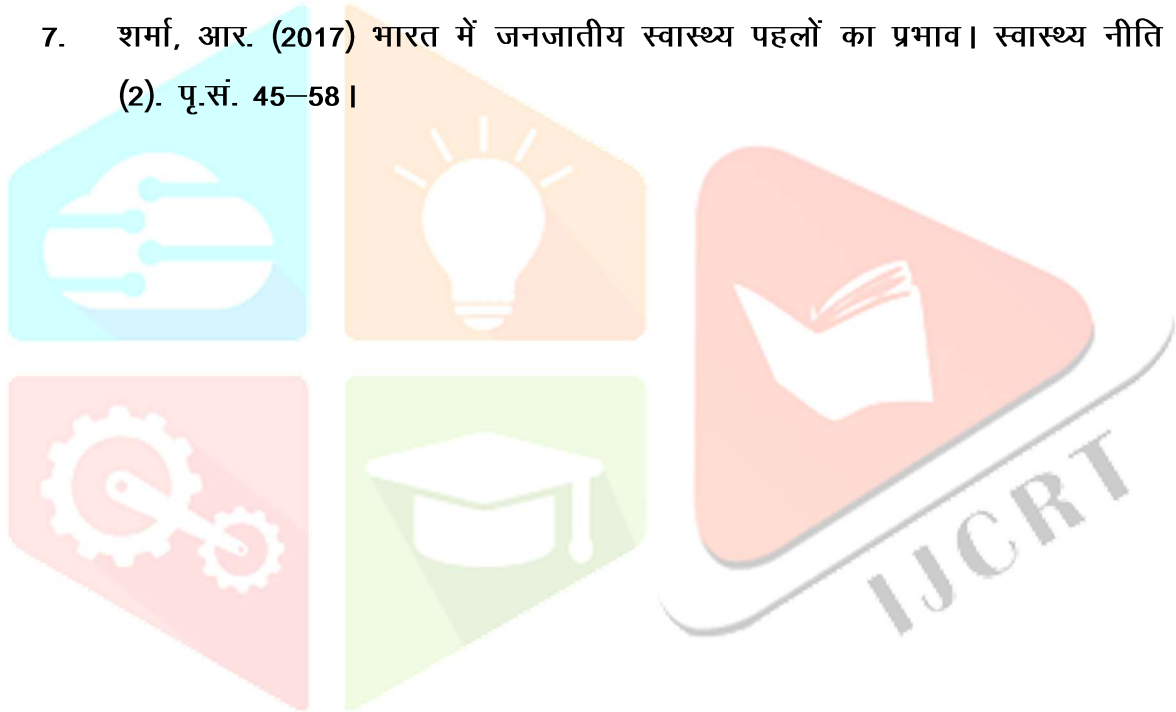 7. शर्मा, आर. (2017) भारत में जनजातीय स्वास्थ्य पहलों का प्रभाव। स्वास्थ्य नीति
(2). पृ.सं. 45–58।
IJCRT